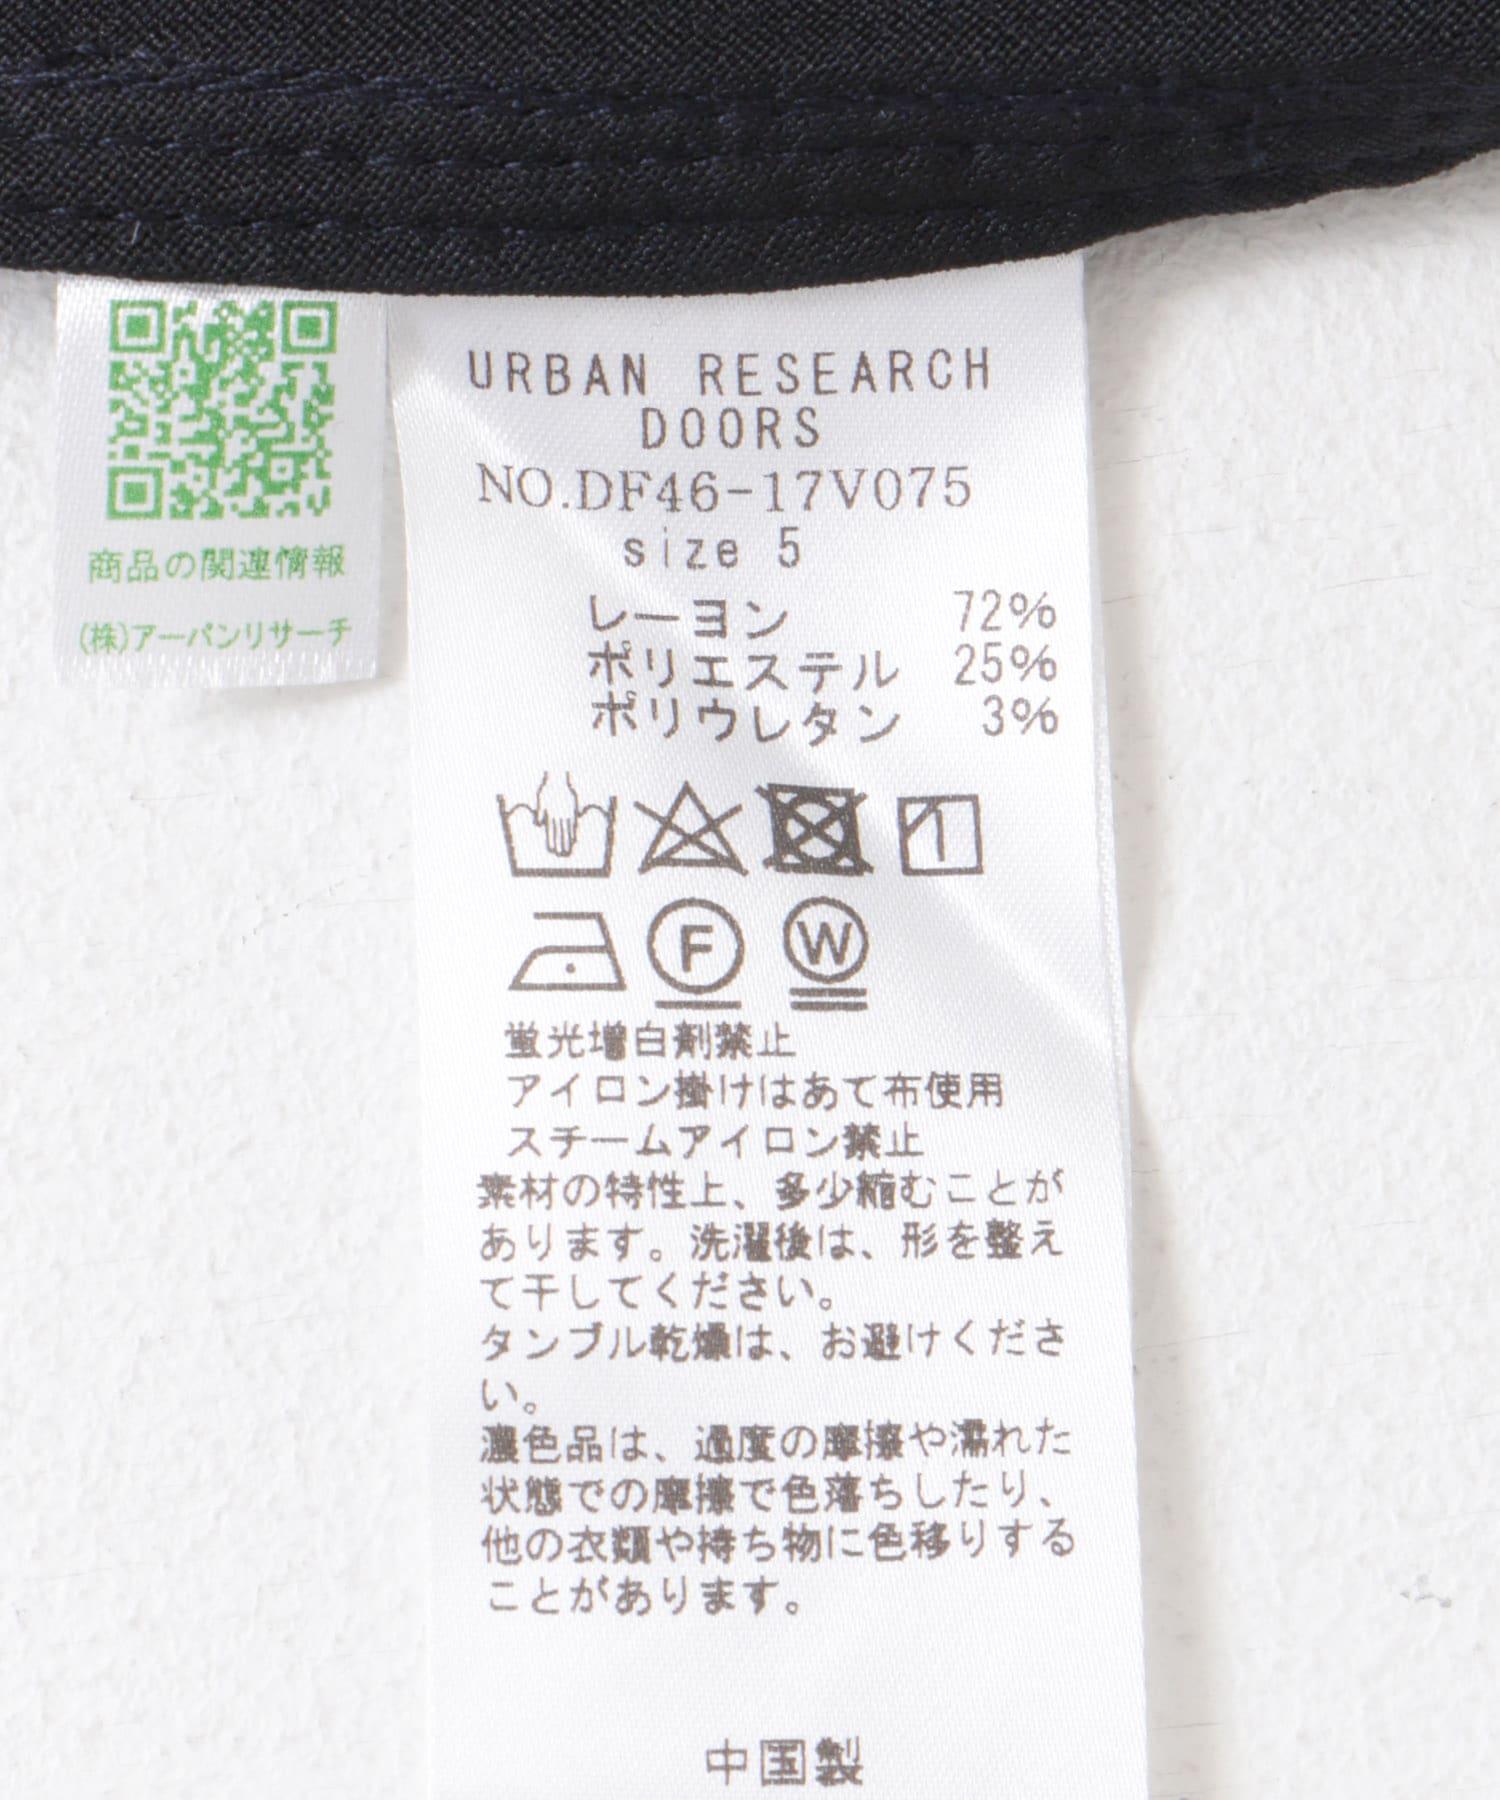 商品の関連情報
(株)アーバンリサーチ
URBAN RESEARCH
DOORS
NO.DF46-17V075
size 5
レーヨン 72%
ポリエステル 25%
ポリウレタン 3%
1
F
W
蛍光増白剤禁止
アイロン掛けはあて布使用
スチームアイロン禁止
素材の特性上、多少縮むことが
あります。洗濯後は、形を整え
て干してください。
タンブル乾燥は、お避けくださ
い。
濃色品は、過度の摩擦や濡れた
状態での摩擦で色落ちしたり、
他の衣類や持ち物に色移りする
ことがあります。
中国製